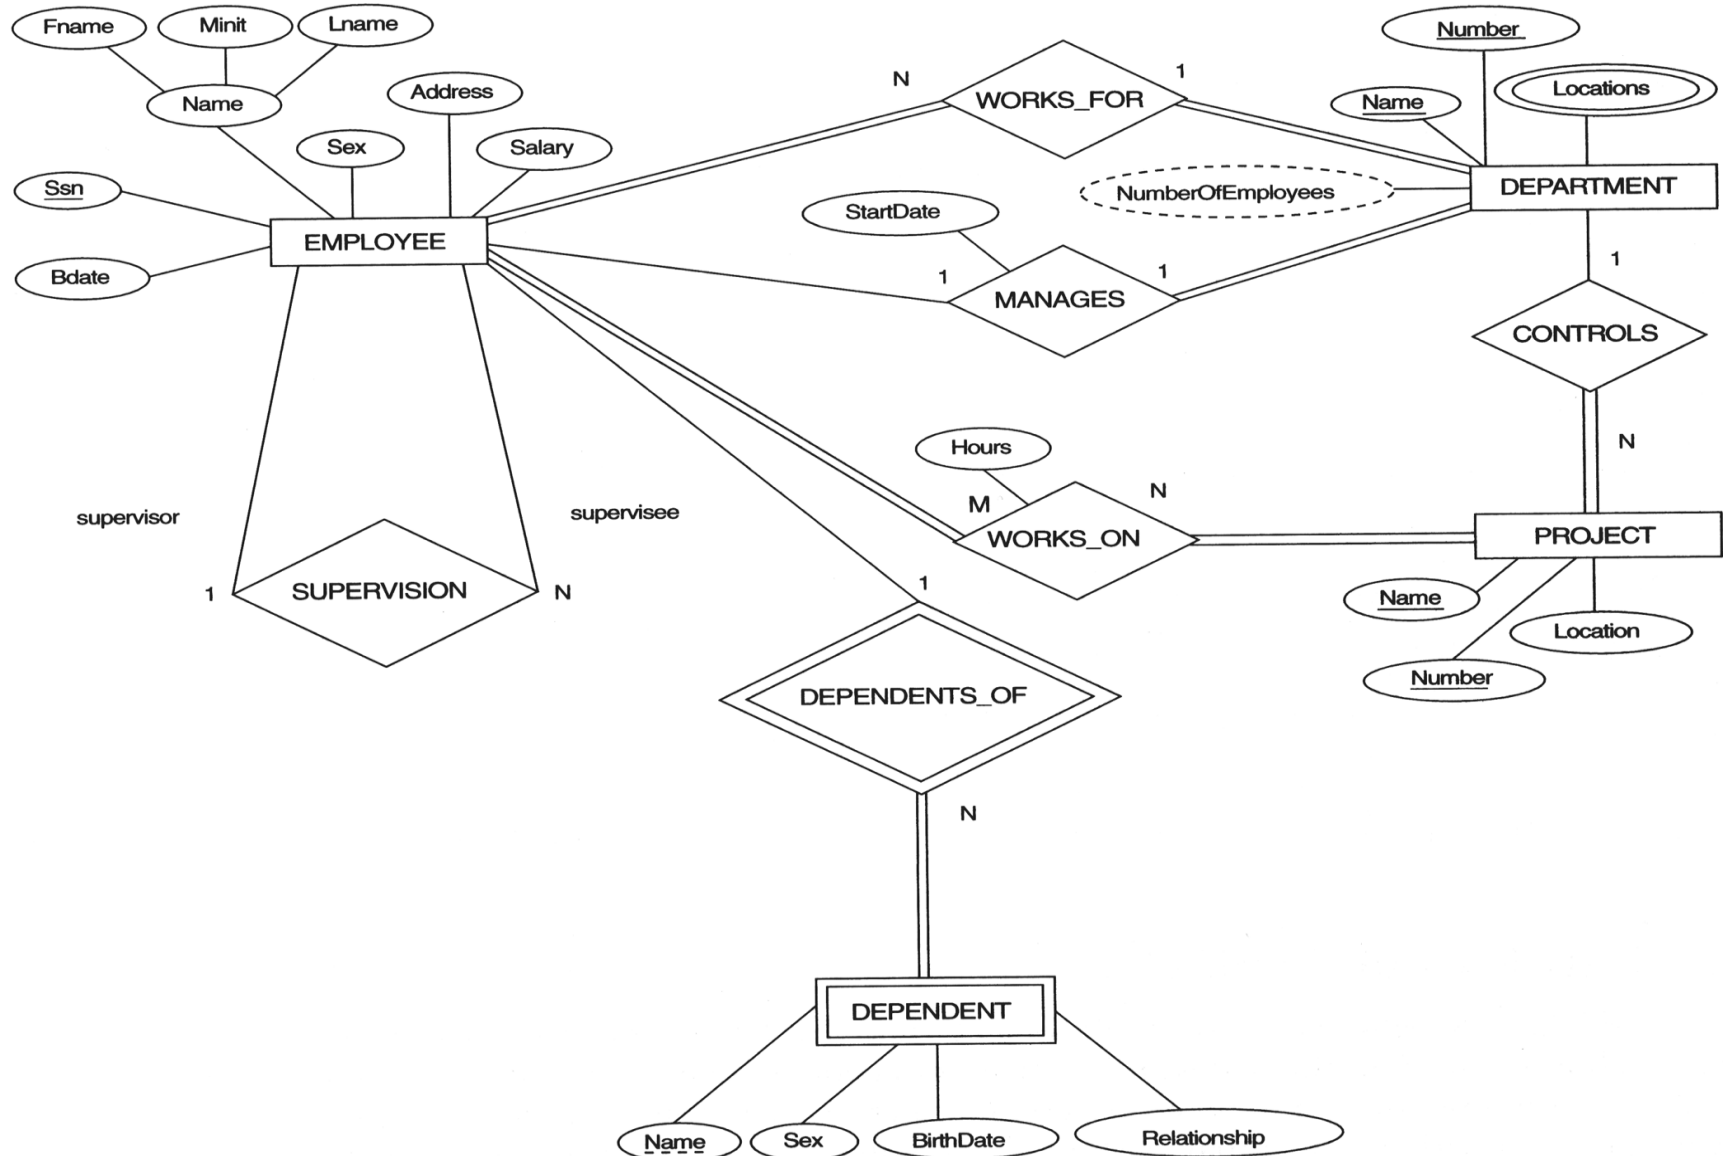 Fname
Minit
Lname
Number
Name
Address
Name
Locations
N
WORKS_FOR
1
Sex
Salary
Ssn
NumberOfEmployees
DEPARTMENT
StartDate
EMPLOYEE
Bdate
1
MANAGES
1
1
CONTROLS
Hours
N
M
N
supervisor
supervisee
WORKS_ON
PROJECT
1
SUPERVISION
N
1
Name
Location
Number
DEPENDENTS_OF
N
DEPENDENT
Name
Sex
BirthDate
Relationship